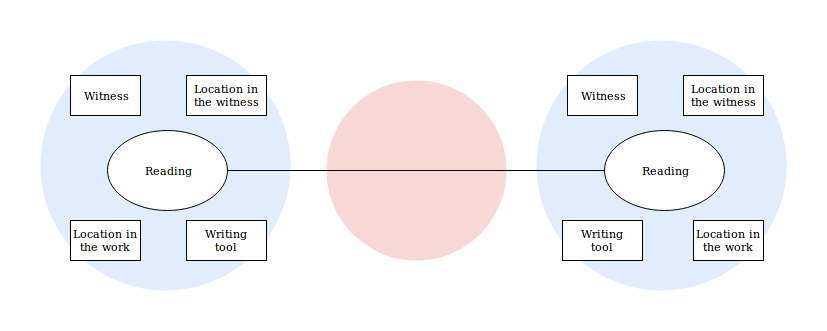 Witness
Location in
the witness
Reading
Location in
the work
Writing
tool
Witness
Location in
the witness
Reading
Writing
tool
Location in
the work